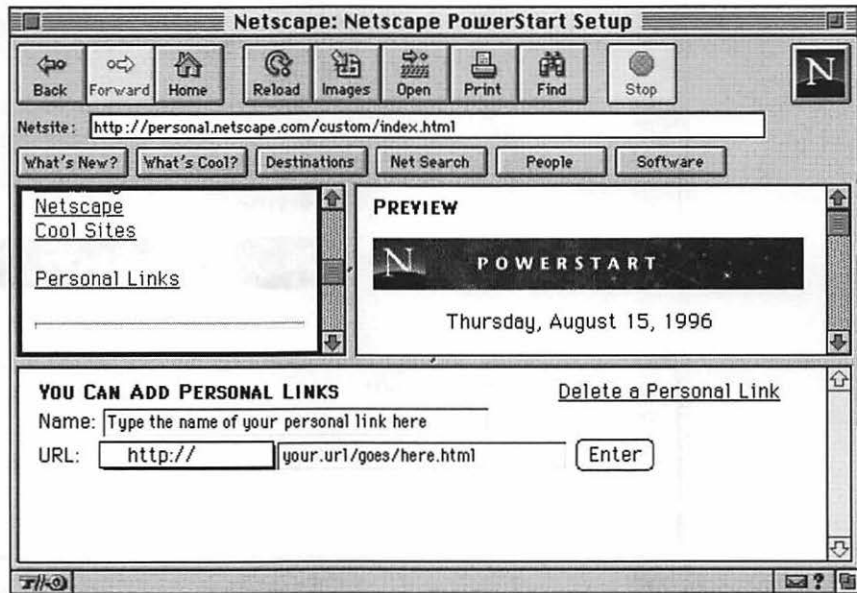 Netscape: Netscape PowerStart Setup
Back Forward Home Reload Images Open Print Find Stop N
Netsite: http://personal.netscape.com/custom/index.html
What's New? What's Cool? Destinations Net Search People Software
Netscape
Cool Sites
Personal Links
PREVIEW
N POWERSTART
Thursday, August 15, 1996
YOU CAN ADD PERSONAL LINKS Delete a Personal Link
Name: Type the name of your personal link here
URL: http:// your.url/goes/here.html Enter
?